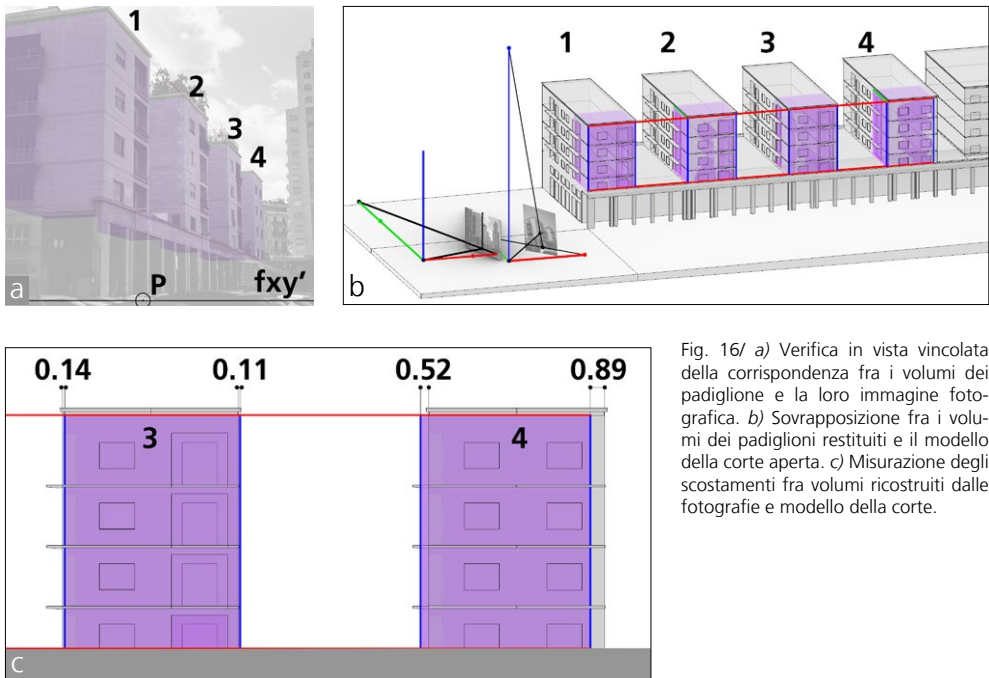 1
2
3
4
P
fxy'
a
1 2 3 4
b
0.14 0.11 0.52 0.89
3 4
c
Fig. 16/ a) Verifica in vista vincolata
della corrispondenza fra i volumi dei
padiglione e la loro immagine foto-
grafica. b) Sovrapposizione fra i volu-
mi dei padiglioni restituiti e il modello
della corte aperta. c) Misurazione degli
scostamenti fra volumi ricostruiti dalle
fotografie e modello della corte.